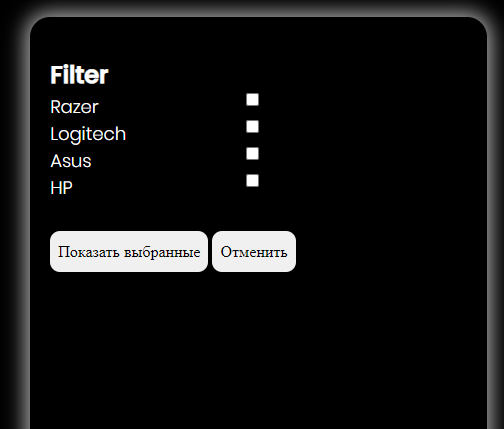 Filter
Razer
Logitech
Asus
HP
Показать выбранные Отменить